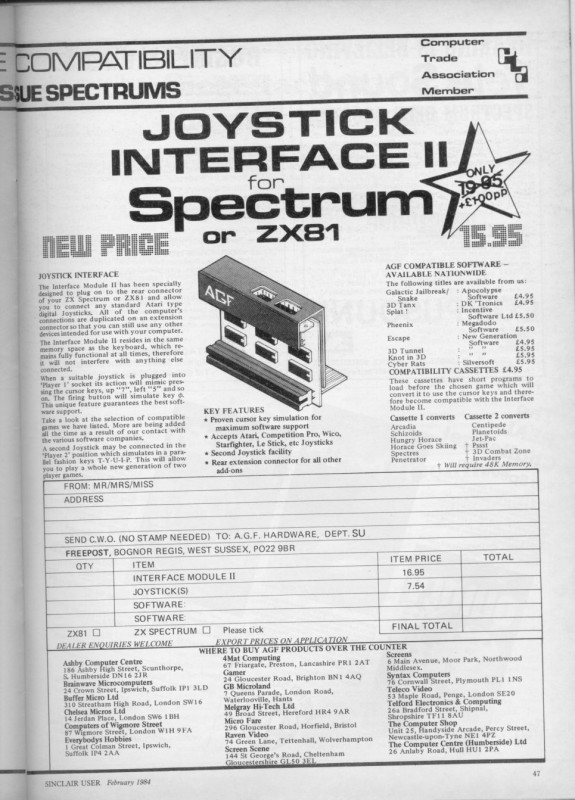 E COMPATIBILITY
SSUE SPECTRUMS
Computer
Trade
Association
Member
JOYSTICK
INTERFACE II
for
Spectrum
or ZX81
ONLY
19.95
+£1·00pp
NEW PRICE
15.95
JOYSTICK INTERFACE
The Interface Module II has been specially
designed to plug on to the rear connector
of your ZX Spectrum or ZX81 and allow
you to connect any standard Atari type
digital Joysticks. All of the computer's
connections are duplicated on an extension
connector so that you can still use any other
devices intended for use with your computer.
The Interface Module II resides in the same
memory space as the keyboard, which re-
mains fully functional at all times, therefore
it will not interfere with anything else
connected.
When a suitable joystick is plugged into
'Player 1' socket its action will mimic press-
ing the cursor keys, up "7", left "5" and so
on. The firing button will simulate key 0.
This unique feature guarantees the best soft-
ware support.
Take a look at the selection of compatible
games we have listed. More are being added
all the time as a result of our contact with
the various software companies.
A second Joystick may be connected in the
'Player 2' position which simulates in a para-
llel fashion keys T-Y-U-I-P. This will allow
you to play a whole new generation of two
player games.
AGF
KEY FEATURES
* Proven cursor key simulation for
maximum software support
* Accepts Atari, Competition Pro, Wico,
Starfighter, Le Stick, etc Joysticks
* Second Joystick facility
* Rear extension connector for all other
add-ons
AGF COMPATIBLE SOFTWARE –
AVAILABLE NATIONWIDE
The following titles are available from us:
Galactic Jailbreak/ : Apocolypse
Snake Software £4.95
3D Tanx : DK 'Tronics £4.95
Splat! : Incentive
Software Ltd £5.50
Pheenix : Megadodo
Software £5.50
Escape : New Generation
Software £4.95
3D Tunnel : " " £5.95
Knot in 3D : " " £5.95
Cyber Rats : Silversoft £5.95
COMPATIBILITY CASSETTES £4.95
These cassettes have short programs to
load before the chosen game which will
convert it to use the cursor keys and there-
fore become compatible with the Interface
Module II.
Cassette 1 converts Cassette 2 converts
Arcadia Centipede
Schizoids Planetoids
Hungry Horace Jet-Pac
Horace Goes Skiing † Psst
Spectres † 3D Combat Zone
Penetrator † Invaders
† Will require 48K Memory.
FROM: MR/MRS/MISS
ADDRESS
SEND C.W.O. (NO STAMP NEEDED) TO: A.G.F. HARDWARE, DEPT. SU
FREEPOST, BOGNOR REGIS, WEST SUSSEX, PO22 9BR
QTY ITEM ITEM PRICE TOTAL
INTERFACE MODULE II 16.95
JOYSTICK(S) 7.54
SOFTWARE:
SOFTWARE:
ZX81 □ ZX SPECTRUM □ Please tick FINAL TOTAL
DEALER ENQUIRIES WELCOME EXPORT PRICES ON APPLICATION
WHERE TO BUY AGF PRODUCTS OVER THE COUNTER
Ashby Computer Centre
186 Ashby High Street, Scunthorpe,
S. Humberside DN16 2JR
Brainwave Microcomputers
24 Crown Street, Ipswich, Suffolk IP1 3LD
Buffer Micro Ltd
310 Streatham High Road, London SW16
Chelsea Micros Ltd
14 Jerdan Place, London SW6 1BH
Computers of Wigmore Street
87 Wigmore Street, London W1H 9FA
Everybodys Hobbies
1 Great Colman Street, Ipswich,
Suffolk IP4 2AA
4Mat Computing
67 Friargate, Preston, Lancashire PR1 2AT
Gamer
24 Gloucester Road, Brighton BN1 4AQ
GB Microland
7 Queens Parade, London Road,
Waterlooville, Hants
Melgray Hi-Tech Ltd
49 Broad Street, Hereford HR4 9AR
Micro Fare
296 Gloucester Road, Horfield, Bristol
Raven Video
74 Green Lane, Tettenhall, Wolverhampton
Screen Scene
144 St George's Road, Cheltenham
Gloucestershire GL50 3EL
Screens
6 Main Avenue, Moor Park, Northwood
Middlesex.
Syntax Computers
76 Cornwall Street, Plymouth PL1 1NS
Teleco Video
53 Maple Road, Penge, London SE20
Telford Electronics & Computing
26a Bradford Street, Shifnal,
Shropshire TF11 8AU
The Computer Shop
Unit 25, Handyside Arcade, Percy Street,
Newcastle-upon-Tyne NE1 4PZ
The Computer Centre (Humberside) Ltd
26 Anlaby Road, Hull HU1 2PA
SINCLAIR USER February 1984
47